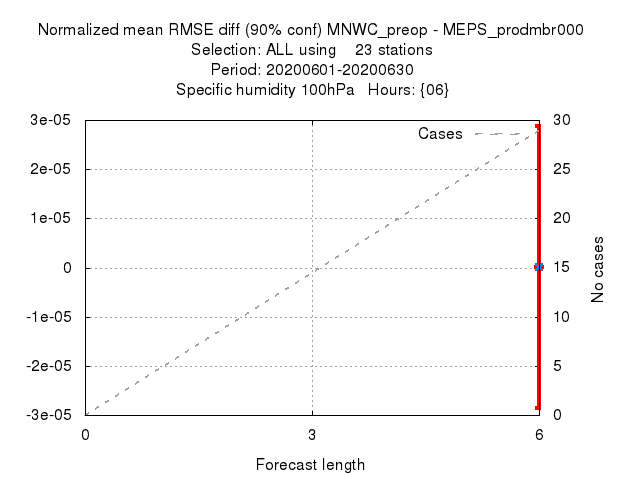 Normalized mean RMSE diff (90% conf) MNWC_preop - MEPS_prodmbr000
Selection: ALL using    23 stations
Period: 20200601-20200630
Specific humidity 100hPa   Hours: {06}
3e-05
2e-05
1e-05
0
-1e-05
-2e-05
-3e-05
Cases
30
25
20
15
10
5
0
No cases
0
3
6
Forecast length